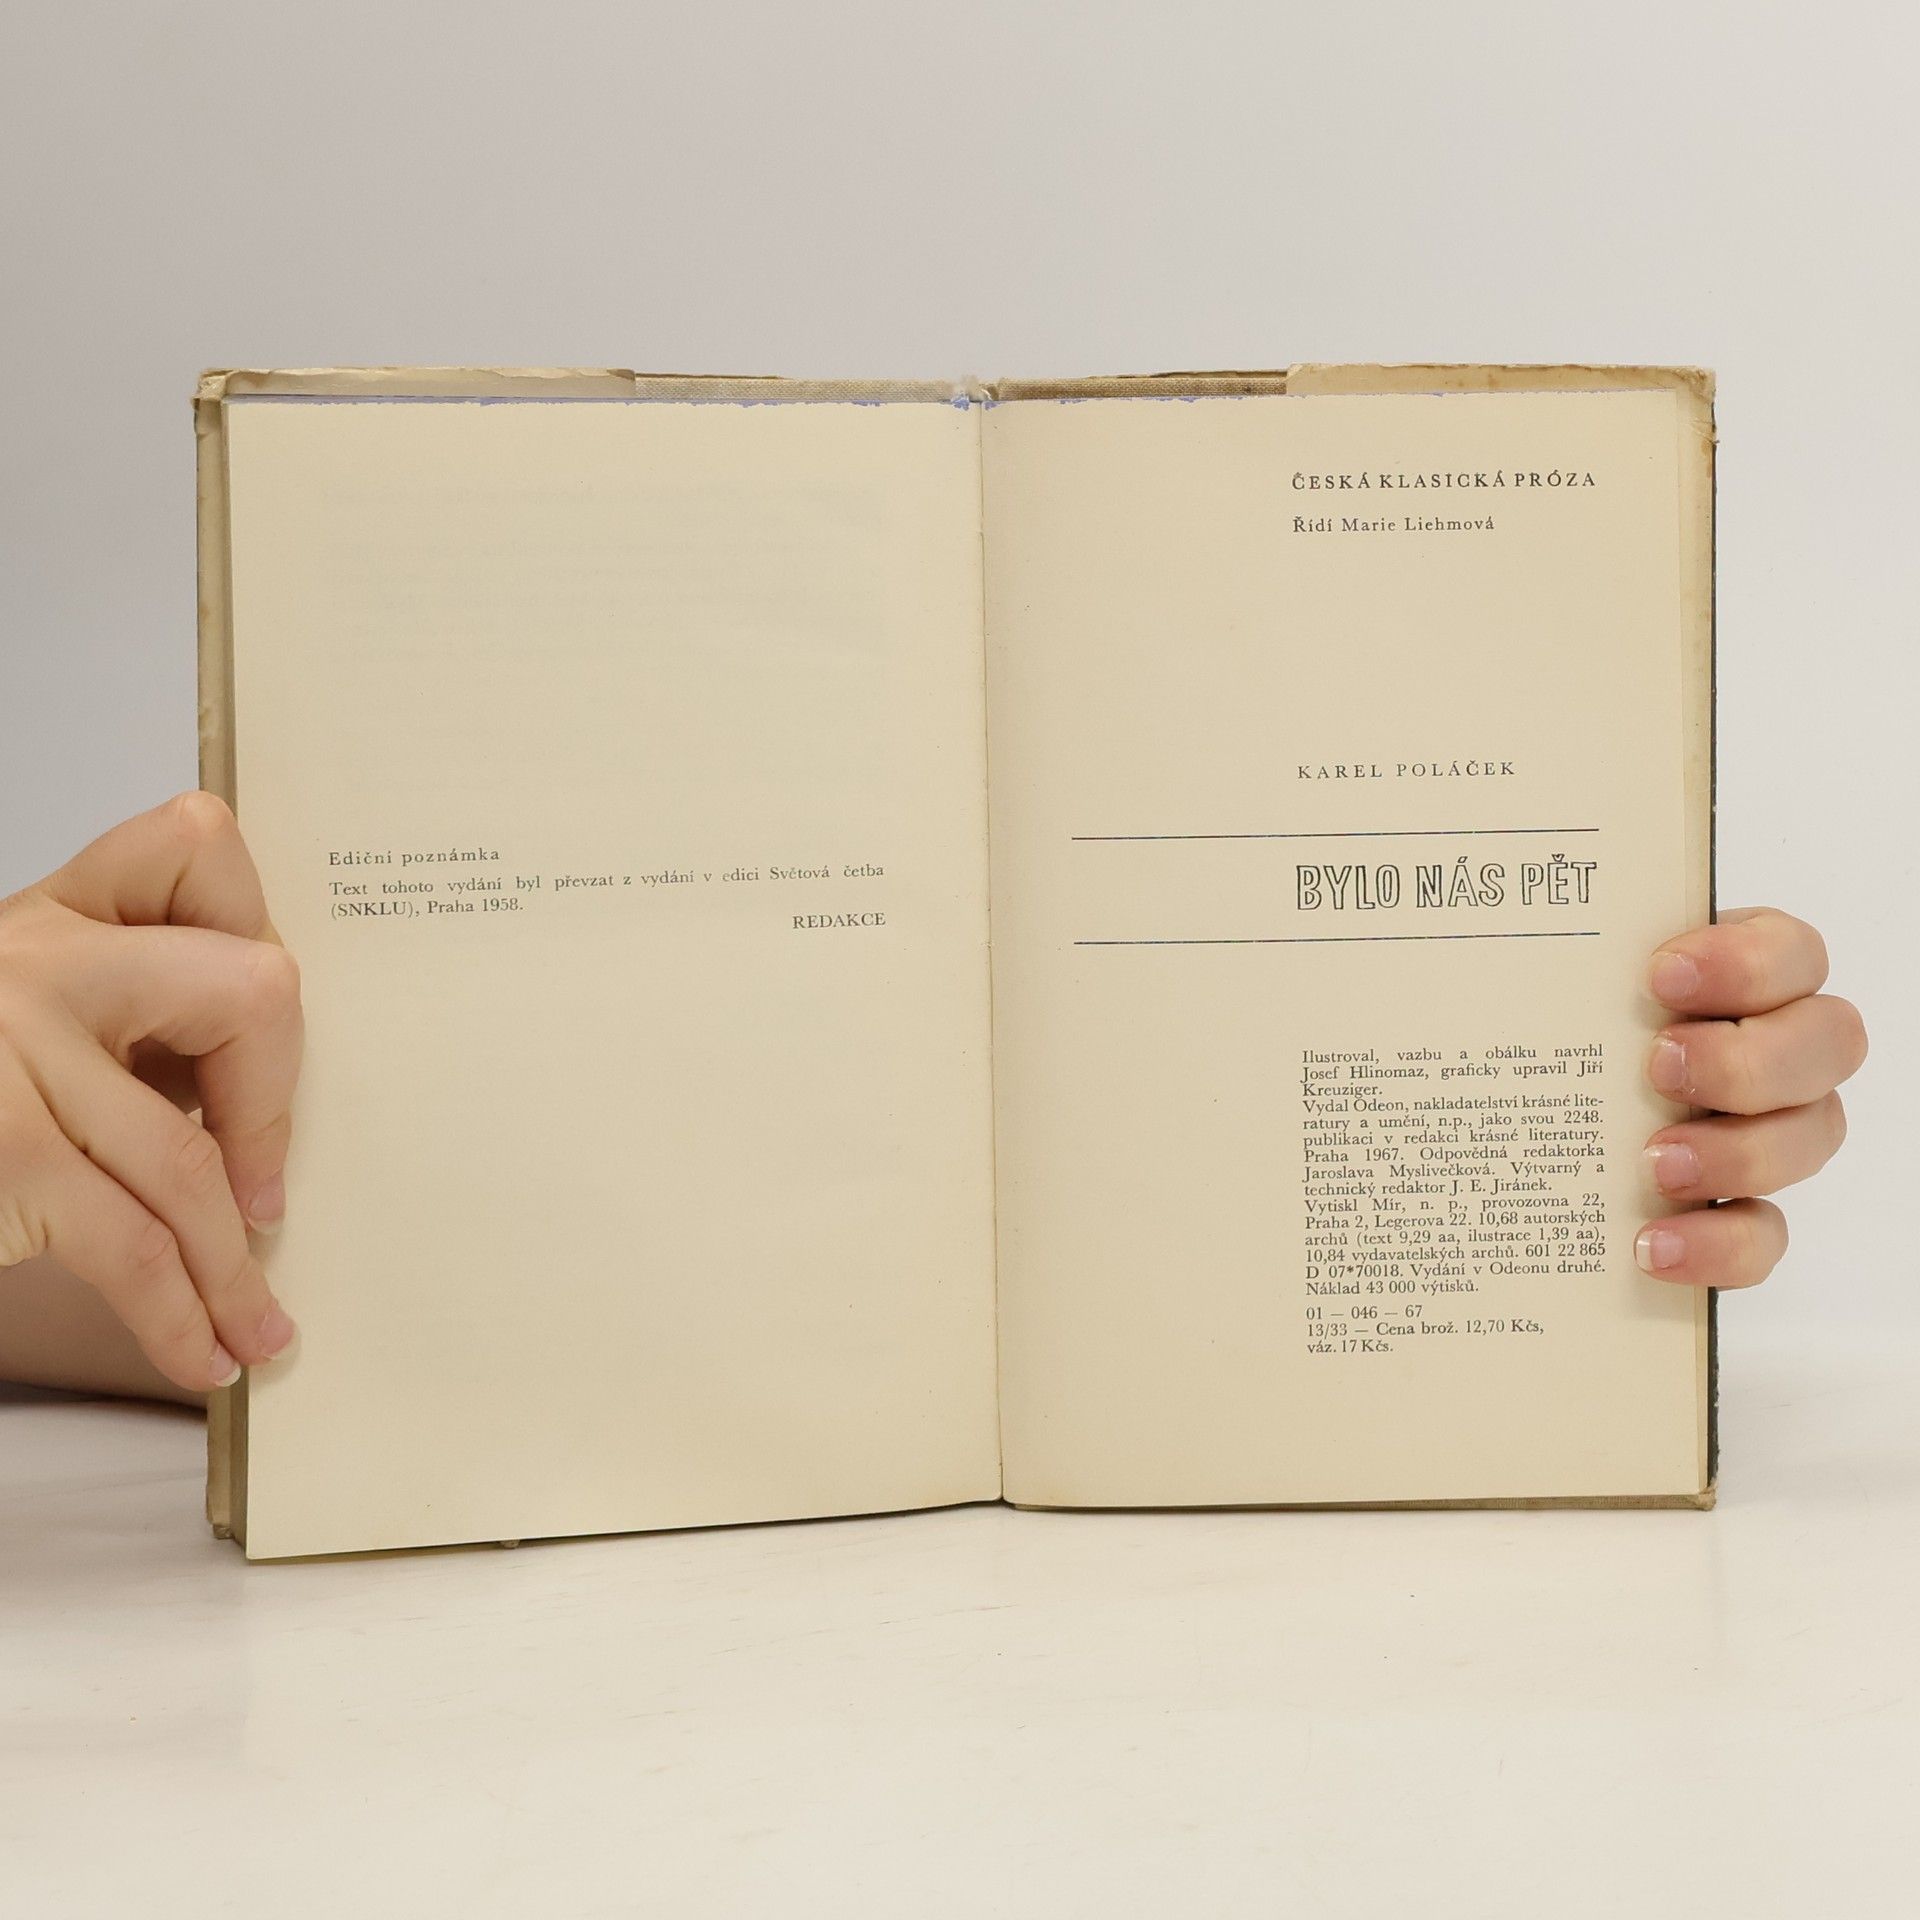 Ediční poznámka
Text tohoto vydání byl převzat z vydání v edici Světová četba
(SNKLU), Praha 1958.
REDAKCE
ČESKÁ KLASICKÁ PRÓZA
Řídí Marie Liehmová
KAREL POLÁČEK
BYLO NÁS PĚT
Ilustroval, vazbu a obálku navrhl
Josef Hlinomaz, graficky upravil Jiří
Kreuziger.
Vydal Odeon, nakladatelství krásné lite-
ratury a umění, n.p., jako svou 2248.
publikaci v redakci krásné literatury.
Praha 1967. Odpovědná redaktorka
Jaroslava Myslivečková. Výtvarný a
technický redaktor J. E. Jiránek.
Vytiskl Mír, n. p., provozovna 22,
Praha 2, Legerova 22. 10,68 autorských
archů (text 9,29 aa, ilustrace 1,39 aa),
10,84 vydavatelských archů. 601 22 865
D 07*70018. Vydání v Odeonu druhé.
Náklad 43 000 výtisků.
01 — 046 — 67
13/33 — Cena brož. 12,70 Kčs,
váz. 17 Kčs.